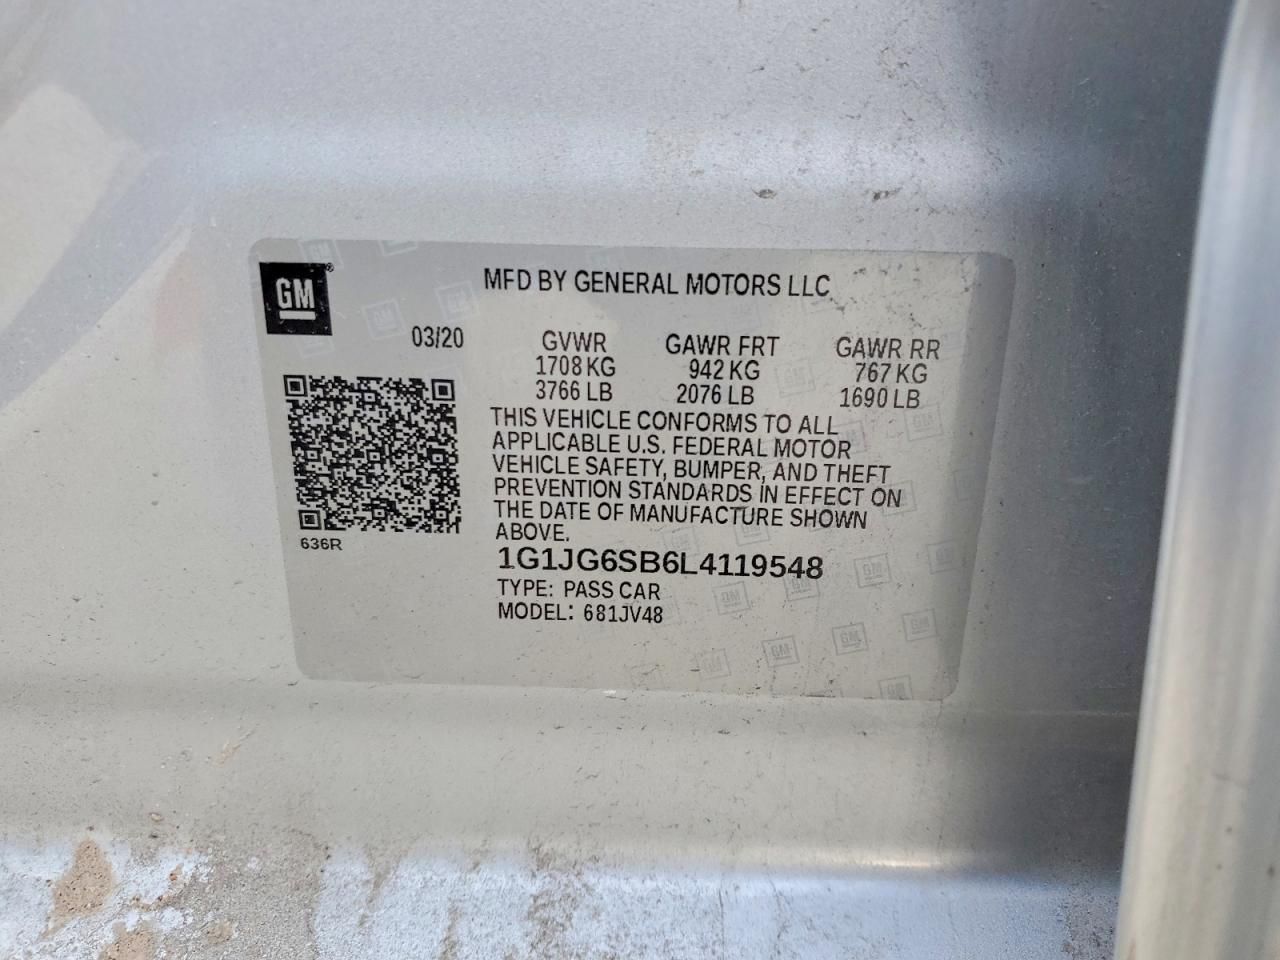 GM
MFD BY GENERAL MOTORS LLC
03/20 GVWR GAWR FRT GAWR RR
1708 KG 942 KG 767 KG
3766 LB 2076 LB 1690 LB
THIS VEHICLE CONFORMS TO ALL
APPLICABLE U.S. FEDERAL MOTOR
VEHICLE SAFETY, BUMPER, AND THEFT
PREVENTION STANDARDS IN EFFECT ON
THE DATE OF MANUFACTURE SHOWN
ABOVE.
636R
1G1JG6SB6L4119548
TYPE: PASS CAR
MODEL: 681JV48